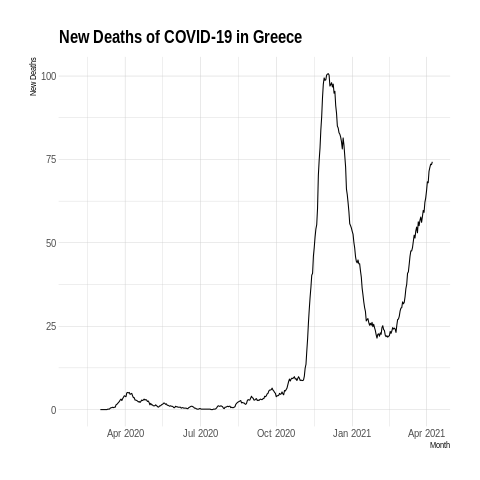 New Deaths of COVID-19 in Greece
New Deaths
100
75
50
25
0
Apr 2020 Jul 2020 Oct 2020 Jan 2021 Apr 2021
Month